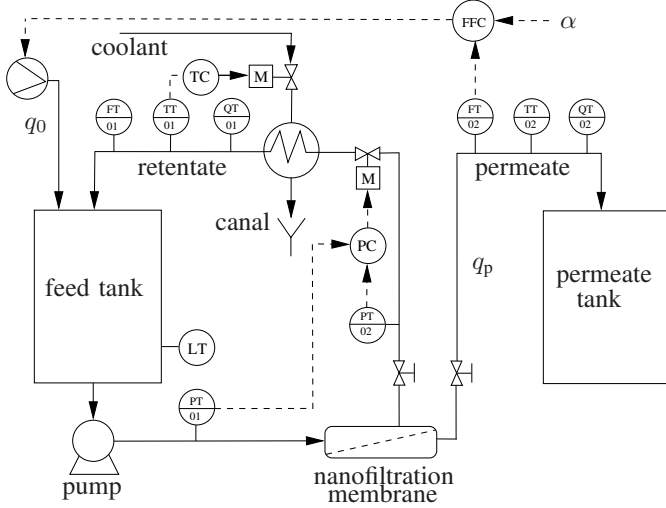 FFC
α
coolant
TC
M
q0
FT
01
TT
01
QT
01
FT
02
TT
02
QT
02
retentate
permeate
M
canal
PC
qp
feed tank
permeate
tank
PT
02
LT
PT
01
pump
nanofiltration
membrane